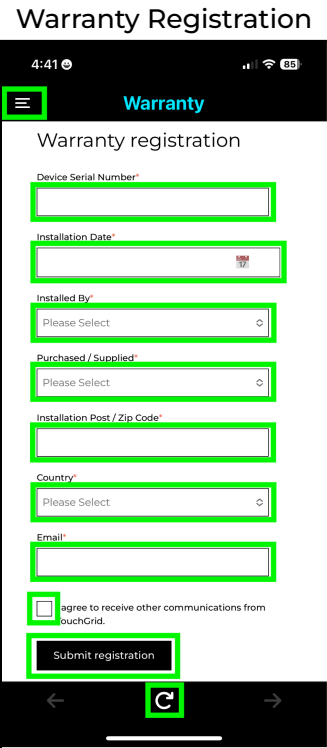 Warranty Registration
4:41
85
Warranty
Warranty registration
Device Serial Number*
Installation Date*
17
Installed By*
Please Select
Purchased / Supplied*
Please Select
Installation Post / Zip Code*
Country*
Please Select
Email*
agree to receive other communications from
ouchGrid.
Submit registration